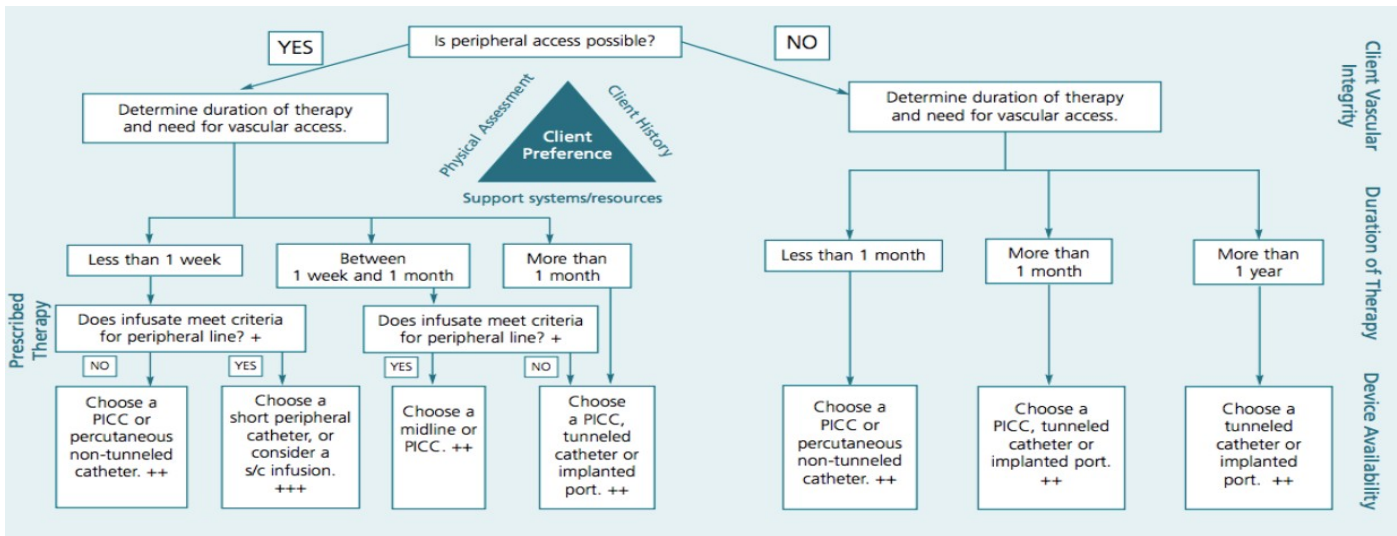 Is peripheral access possible?
YES
NO
Determine duration of therapy
and need for vascular access.
Physical Assessment
Client History
Client
Preference
Support systems/resources
Determine duration of therapy
and need for vascular access.
Client Vascular
Integrity
Less than 1 week
Between
1 week and 1 month
More than
1 month
Less than 1 month
More than
1 month
More than
1 year
Duration of Therapy
Prescribed
Therapy
Does infusate meet criteria
for peripheral line? +
Does infusate meet criteria
for peripheral line? +
NO
YES
YES
NO
Choose a
PICC or
percutaneous
non-tunneled
catheter. ++
Choose a
short peripheral
catheter, or
consider a
s/c infusion.
+++
Choose a
midline or
PICC. ++
Choose
a PICC,
tunneled
catheter or
implanted
port. ++
Choose a
PICC or
percutaneous
non-tunneled
catheter. ++
Choose a
PICC, tunneled
catheter or
implanted port.
++
Choose a
tunneled
catheter or
implanted
port. ++
Device Availability